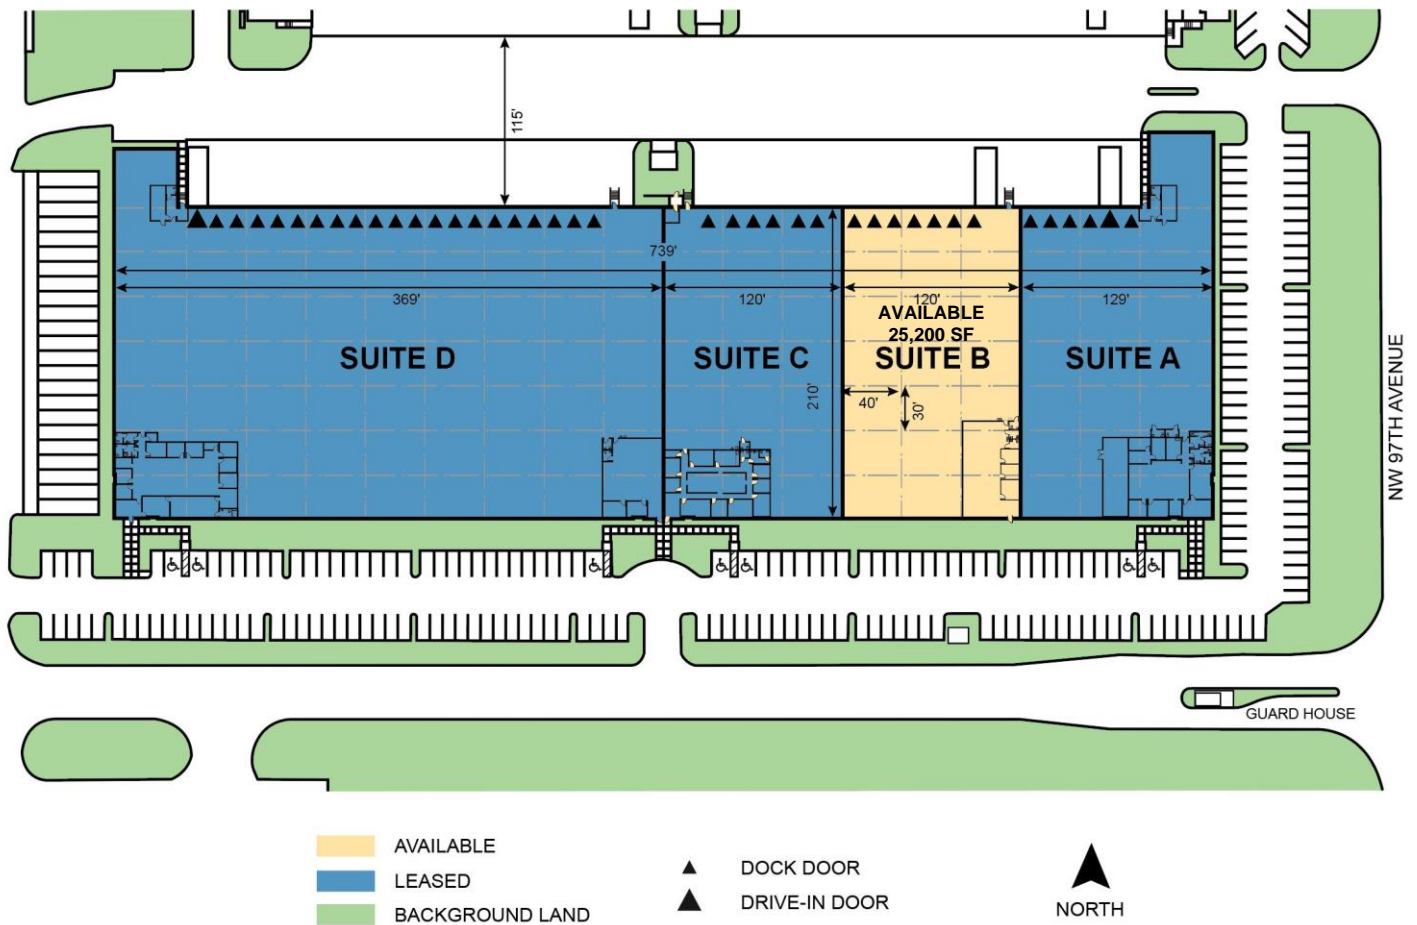 115'
739'
369'
120'
120'
129'
AVAILABLE
25,200 SF
SUITE D
SUITE C
SUITE B
SUITE A
210'
40'
30'
NW 97TH AVENUE
GUARD HOUSE
AVAILABLE
LEASED
BACKGROUND LAND
DOCK DOOR
DRIVE-IN DOOR
NORTH